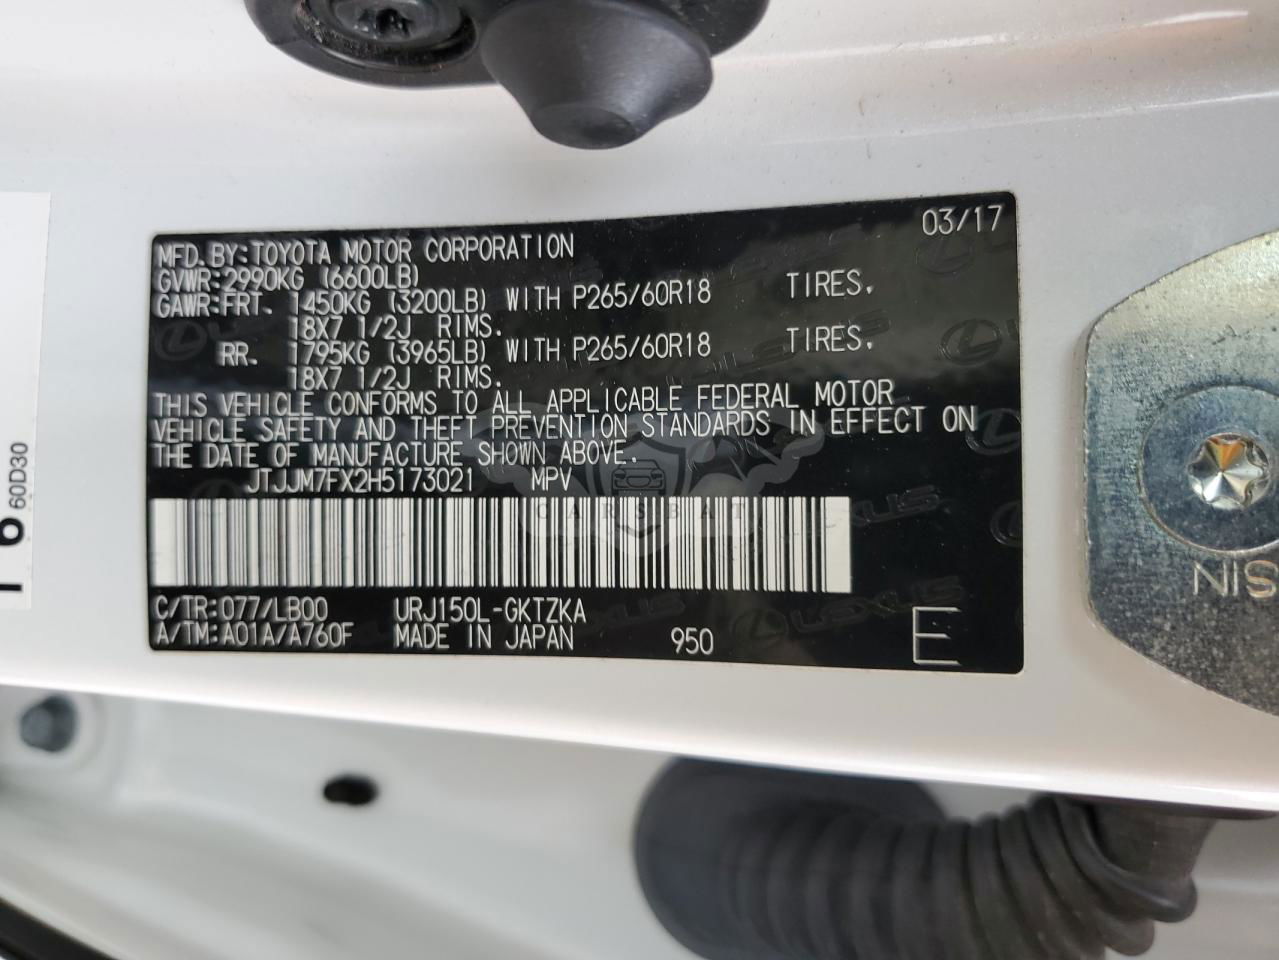 03/17
MFD.BY:TOYOTA MOTOR CORPORATION
GVWR:2990KG (6600LB)
GAWR:FRT. 1450KG (3200LB) WITH P265/60R18 TIRES.
18X7 1/2J RIMS.
RR. 1795KG (3965LB) WITH P265/60R18 TIRES.
18X7 1/2J RIMS.
THIS VEHICLE CONFORMS TO ALL APPLICABLE FEDERAL MOTOR
VEHICLE SAFETY AND THEFT PREVENTION STANDARDS IN EFFECT ON
THE DATE OF MANUFACTURE SHOWN ABOVE.
JTJJM7FX2H5173021 MPV
CARSBAT
C/TR:077/LB00 URJ150L-GKTZKA
A/TM:A01A/A760F MADE IN JAPAN 950 E
LEXUS
60D30
NIS